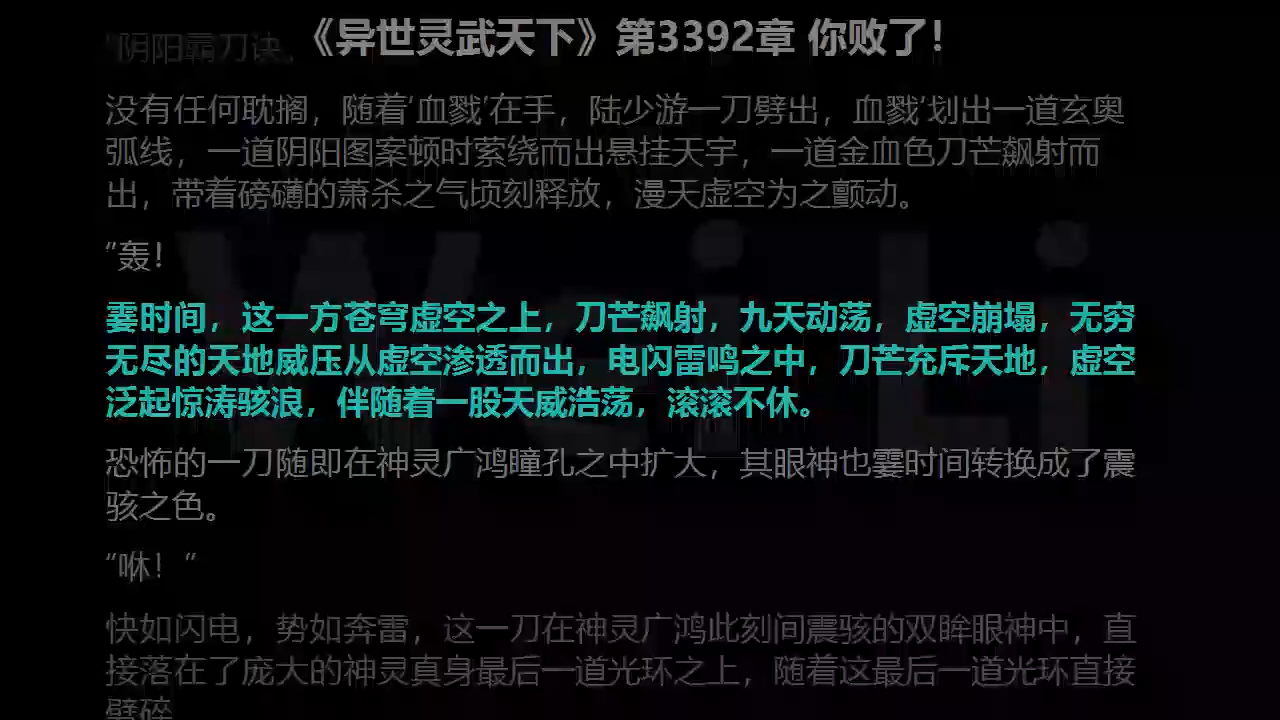 《异世灵武天下》第3392章 你败了!
“阴阳霸刀诀。
没有任何耽搁，随着‘血戮’在手，陆少游一刀劈出，血戮’划出一道玄奥
弧线，一道阴阳图案顿时萦绕而出悬挂天宇，一道金血色刀芒飙射而
出，带着磅礴的萧杀之气顷刻释放，漫天虚空为之颤动。
“轰!
霎时间，这一方苍穹虚空之上，刀芒飙射，九天动荡，虚空崩塌，无穷
无尽的天地威压从虚空渗透而出，电闪雷鸣之中，刀芒充斥天地，虚空
泛起惊涛骇浪，伴随着一股天威浩荡，滚滚不休。
恐怖的一刀随即在神灵广鸿瞳孔之中扩大，其眼神也霎时间转换成了震
骇之色。
“咻！”
快如闪电，势如奔雷，这一刀在神灵广鸿此刻间震骇的双眸眼神中，直
接落在了庞大的神灵真身最后一道光环之上，随着这最后一道光环直接
劈碎
Wei Li